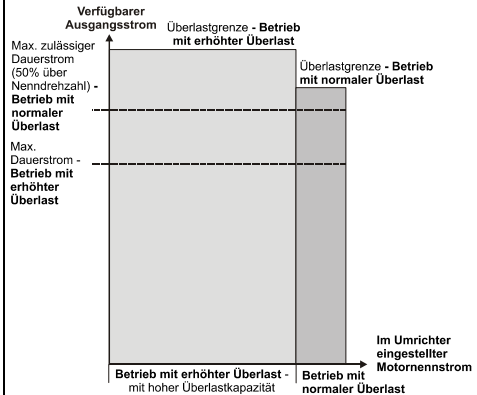 Verfügbarer
Ausgangsstrom
Überlastgrenze - Betrieb
mit erhöhter Überlast
Max. zulässiger
Dauerstrom
(50% über
Nenndrehzahl) -
Betrieb mit
normaler
Überlast
Überlastgrenze - Betrieb
mit normaler Überlast
Max.
Dauerstrom -
Betrieb mit
erhöhter
Überlast
Im Umrichter
eingestellter
Motornennstrom
Betrieb mit erhöhter Überlast -
mit hoher Überlastkapazität
Betrieb mit
normaler Überlast